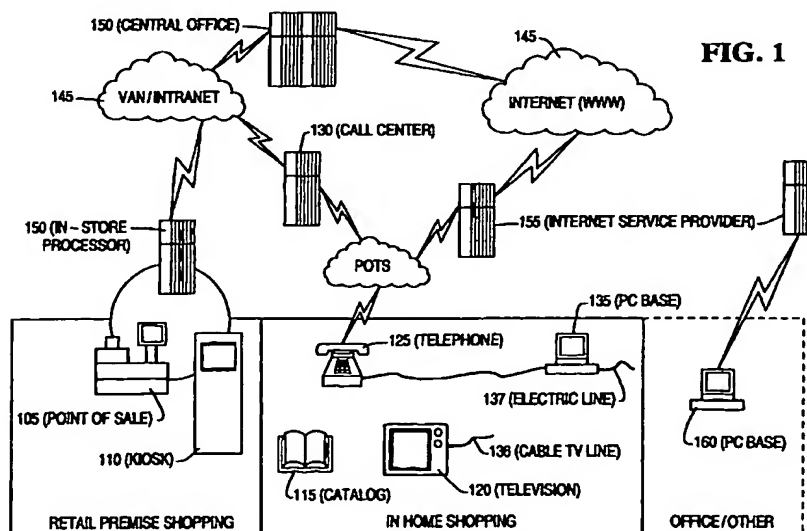 150 (CENTRAL OFFICE)
145
FIG. 1
145
VAN/INTRANET
INTERNET (WWW)
130 (CALL CENTER)
150 (IN-STORE
PROCESSOR)
155 (INTERNET SERVICE PROVIDER)
POTS
135 (PC BASE)
125 (TELEPHONE)
137 (ELECTRIC LINE)
105 (POINT OF SALE)
136 (CABLE TV LINE)
160 (PC BASE)
110 (KIOSK)
115 (CATALOG)
120 (TELEVISION)
RETAIL PREMISE SHOPPING
IN HOME SHOPPING
OFFICE/OTHER